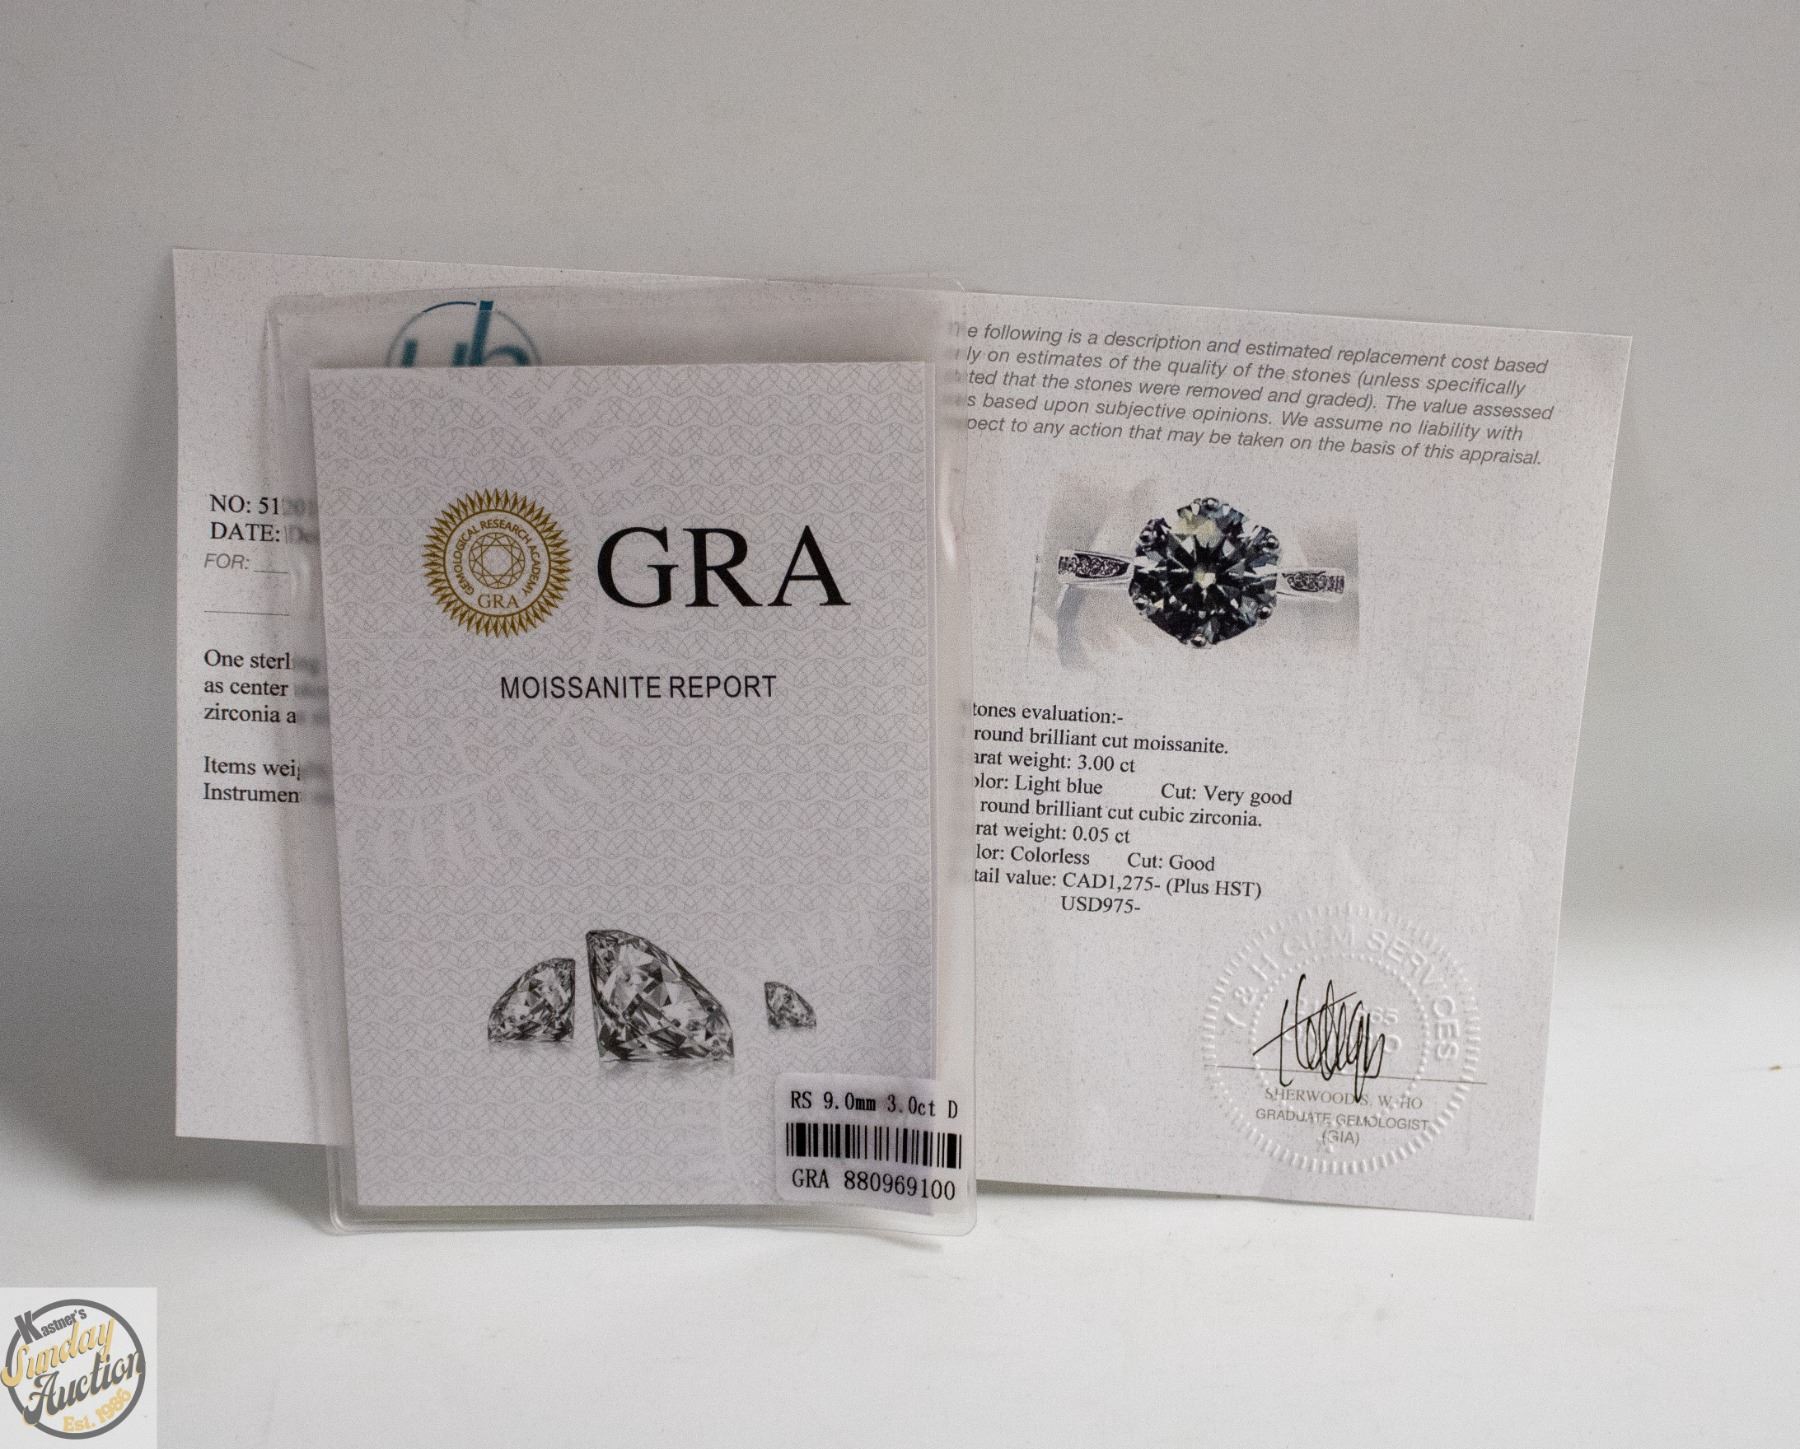 NO: 51
DATE:
FOR:
One sterl
as center
zirconia a
Items wei
Instrumen
GEMOLOGICAL RESEARCH ACADEMY
GRA
GRA
MOISSANITE REPORT
RS 9.0mm 3.0ct D
GRA 880969100
e following is a description and estimated replacement cost based
ly on estimates of the quality of the stones (unless specifically
ted that the stones were removed and graded). The value assessed
s based upon subjective opinions. We assume no liability with
pect to any action that may be taken on the basis of this appraisal.
tones evaluation:-
round brilliant cut moissanite.
arat weight: 3.00 ct
olor: Light blue Cut: Very good
round brilliant cut cubic zirconia.
rat weight: 0.05 ct
lor: Colorless Cut: Good
tail value: CAD1,275- (Plus HST)
USD975-
& H GEM SERVICES
SHERWOOD S. W. HO
GRADUATE GEMOLOGIST
(GIA)
Kastner's
Sunday
Auction
Est. 1986